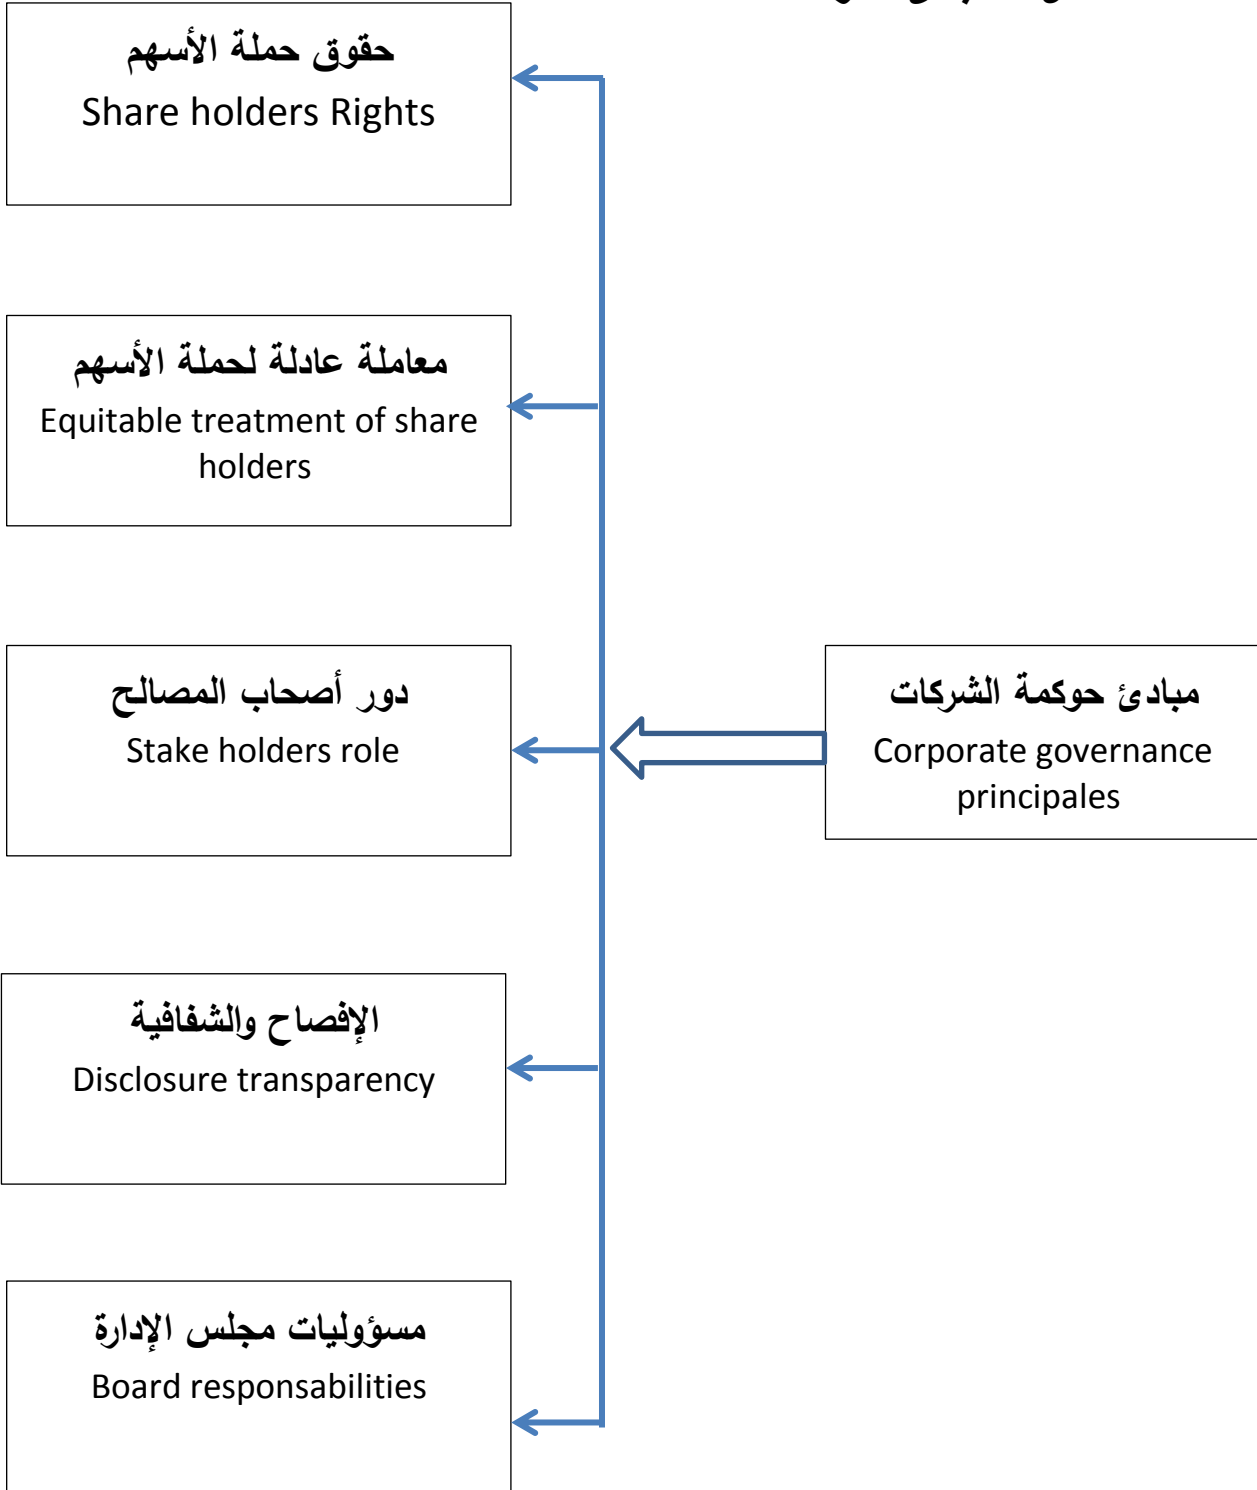 حقوق حملة الأسهم
Share holders Rights
معاملة عادلة لحملة الأسهم
Equitable treatment of share
holders
دور أصحاب المصالح
Stake holders role
مبادئ حوكمة الشركات
Corporate governance
principales
الإفصاح والشفافية
Disclosure transparency
مسؤوليات مجلس الإدارة
Board responsabilities